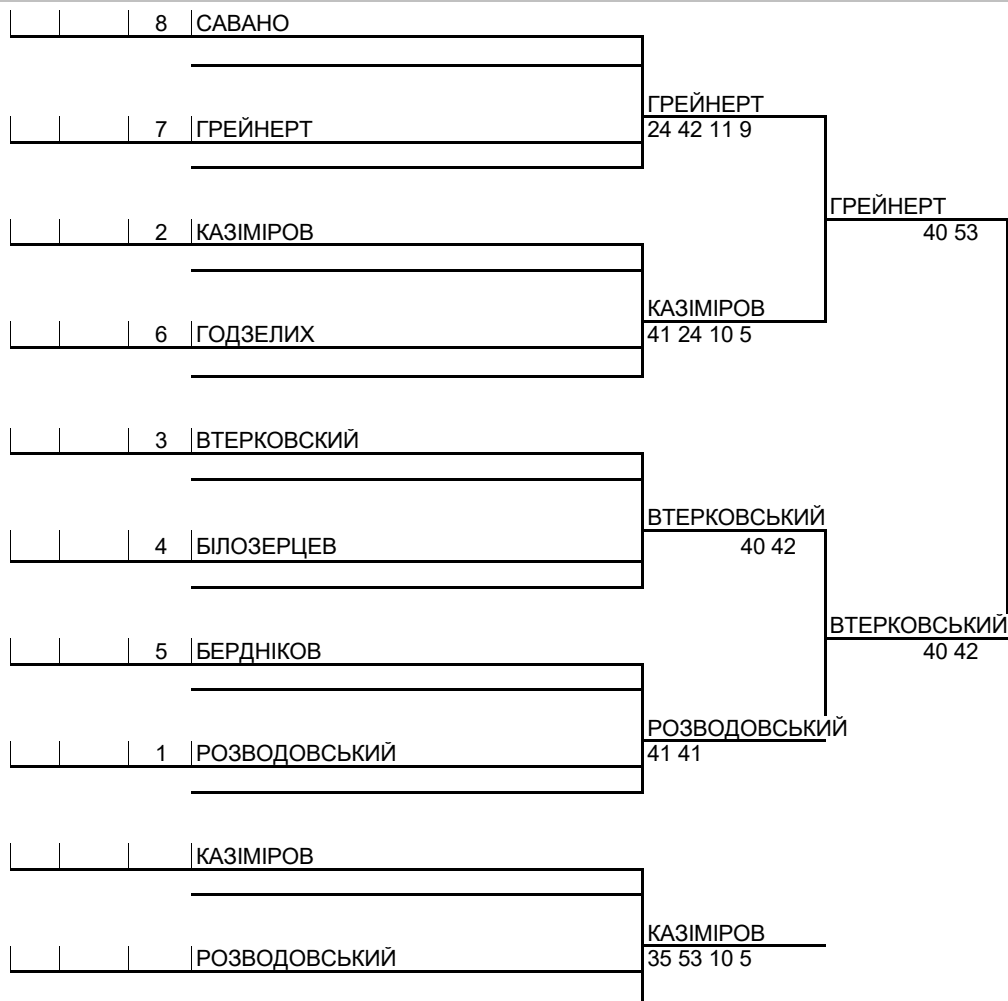 8 САВАНО
ГРЕЙНЕРТ
7 ГРЕЙНЕРТ 24 42 11 9
ГРЕЙНЕРТ
2 КАЗІМІРОВ 40 53
КАЗІМІРОВ
6 ГОДЗЕЛИХ 41 24 10 5
3 ВТЕРКОВСКИЙ
ВТЕРКОВСЬКИЙ
4 БІЛОЗЕРЦЕВ 40 42
ВТЕРКОВСЬКИЙ
5 БЕРДНІКОВ 40 42
РОЗВОДОВСЬКИЙ
1 РОЗВОДОВСЬКИЙ 41 41
КАЗІМІРОВ
КАЗІМІРОВ
РОЗВОДОВСЬКИЙ 35 53 10 5